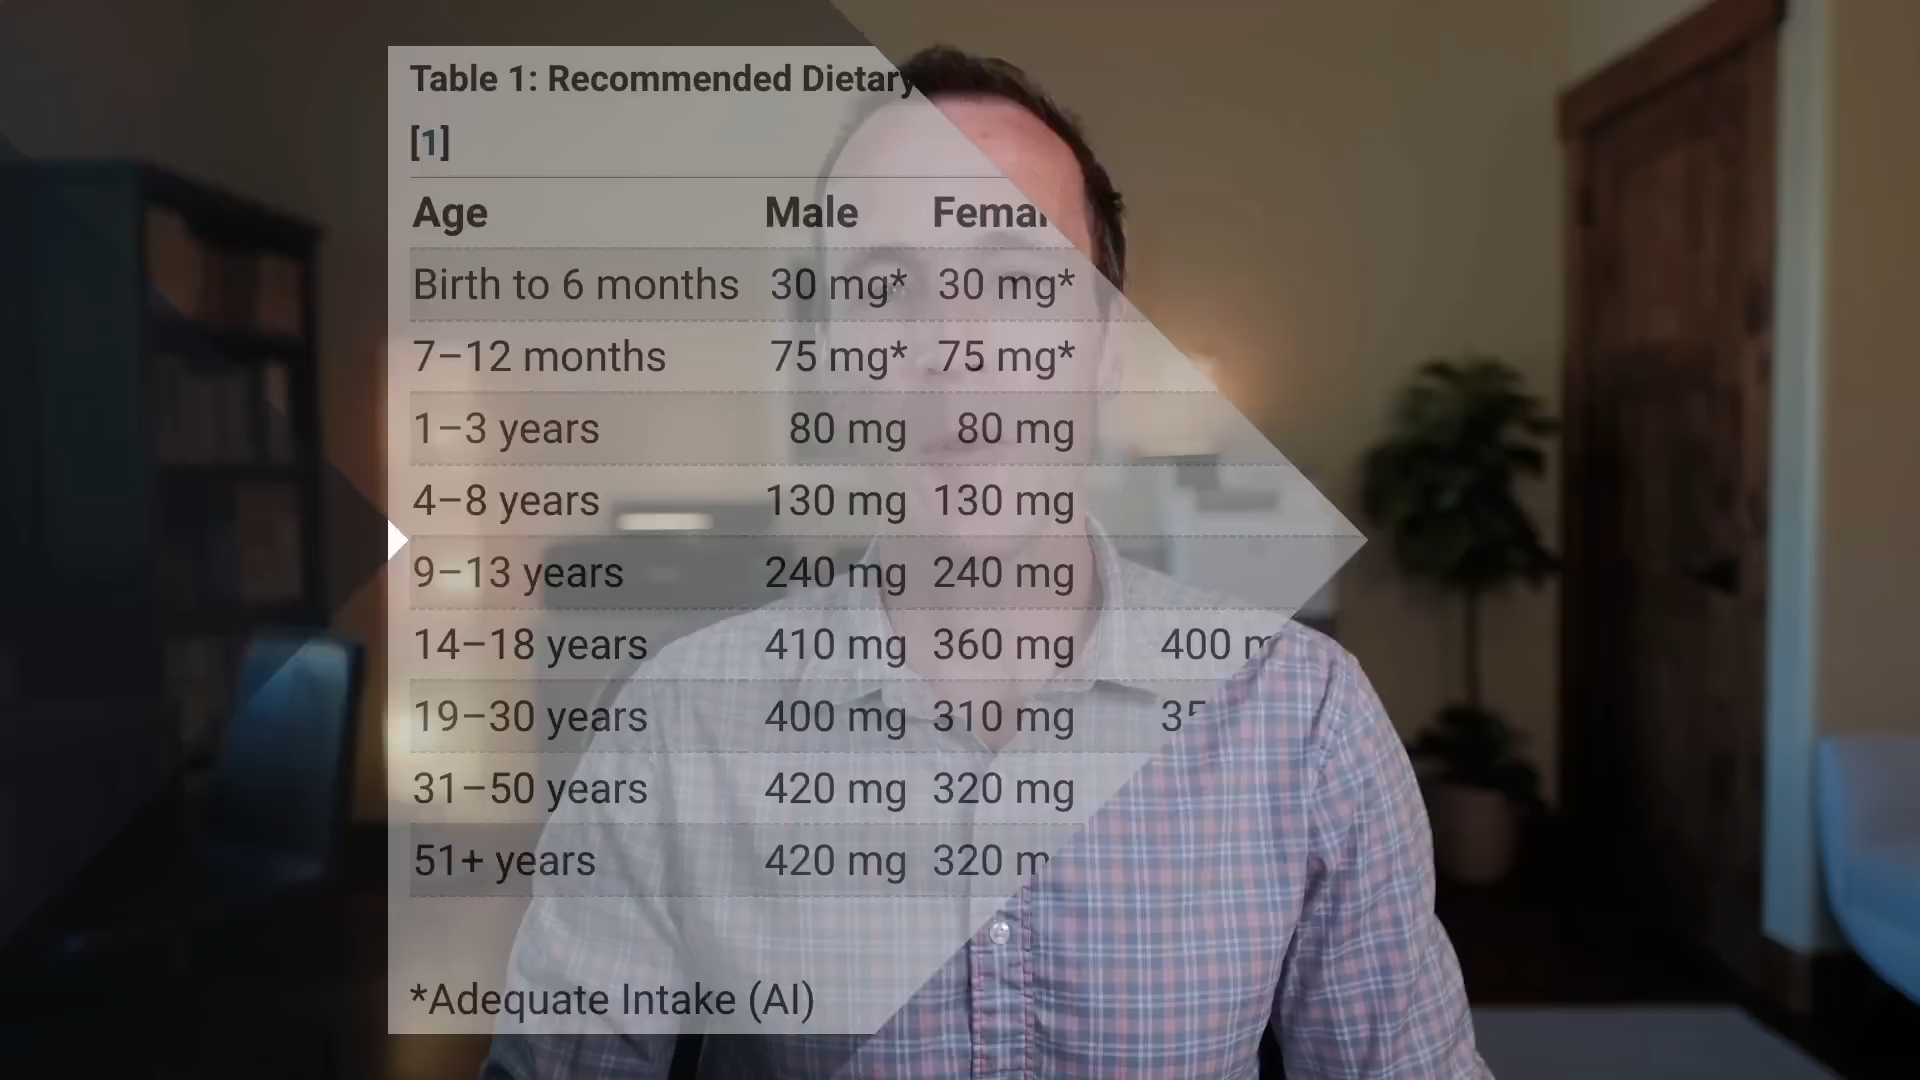 Table 1: Recommended Dietary
[1]
Age Male
Birth to 6 months 30 mg* 30 mg*
7–12 months 75 mg* 75 mg*
1–3 years 80 mg 80 mg
4–8 years 130 mg 130 mg
9–13 years 240 mg 240 mg
14–18 years 410 mg 360 mg 400
19–30 years 400 mg 310 mg
31–50 years 420 mg 320 mg
51+ years 420 mg 320
*Adequate Intake (AI)